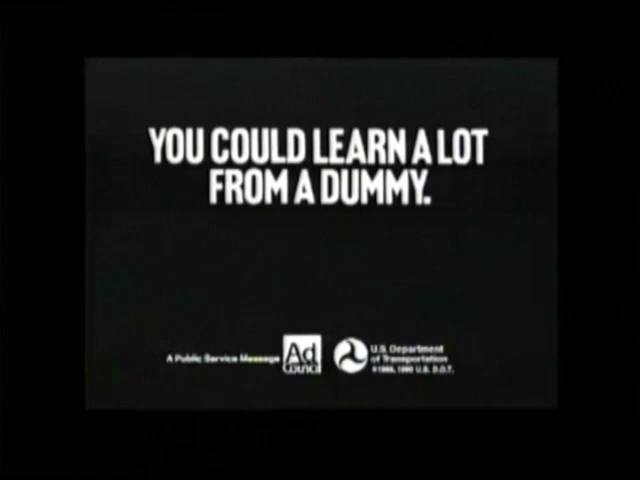 YOU COULD LEARN A LOT
FROM A DUMMY.
A Public Service Message
Ad
Council
U.S. Department
of Transportation
U.S. D.O.T.